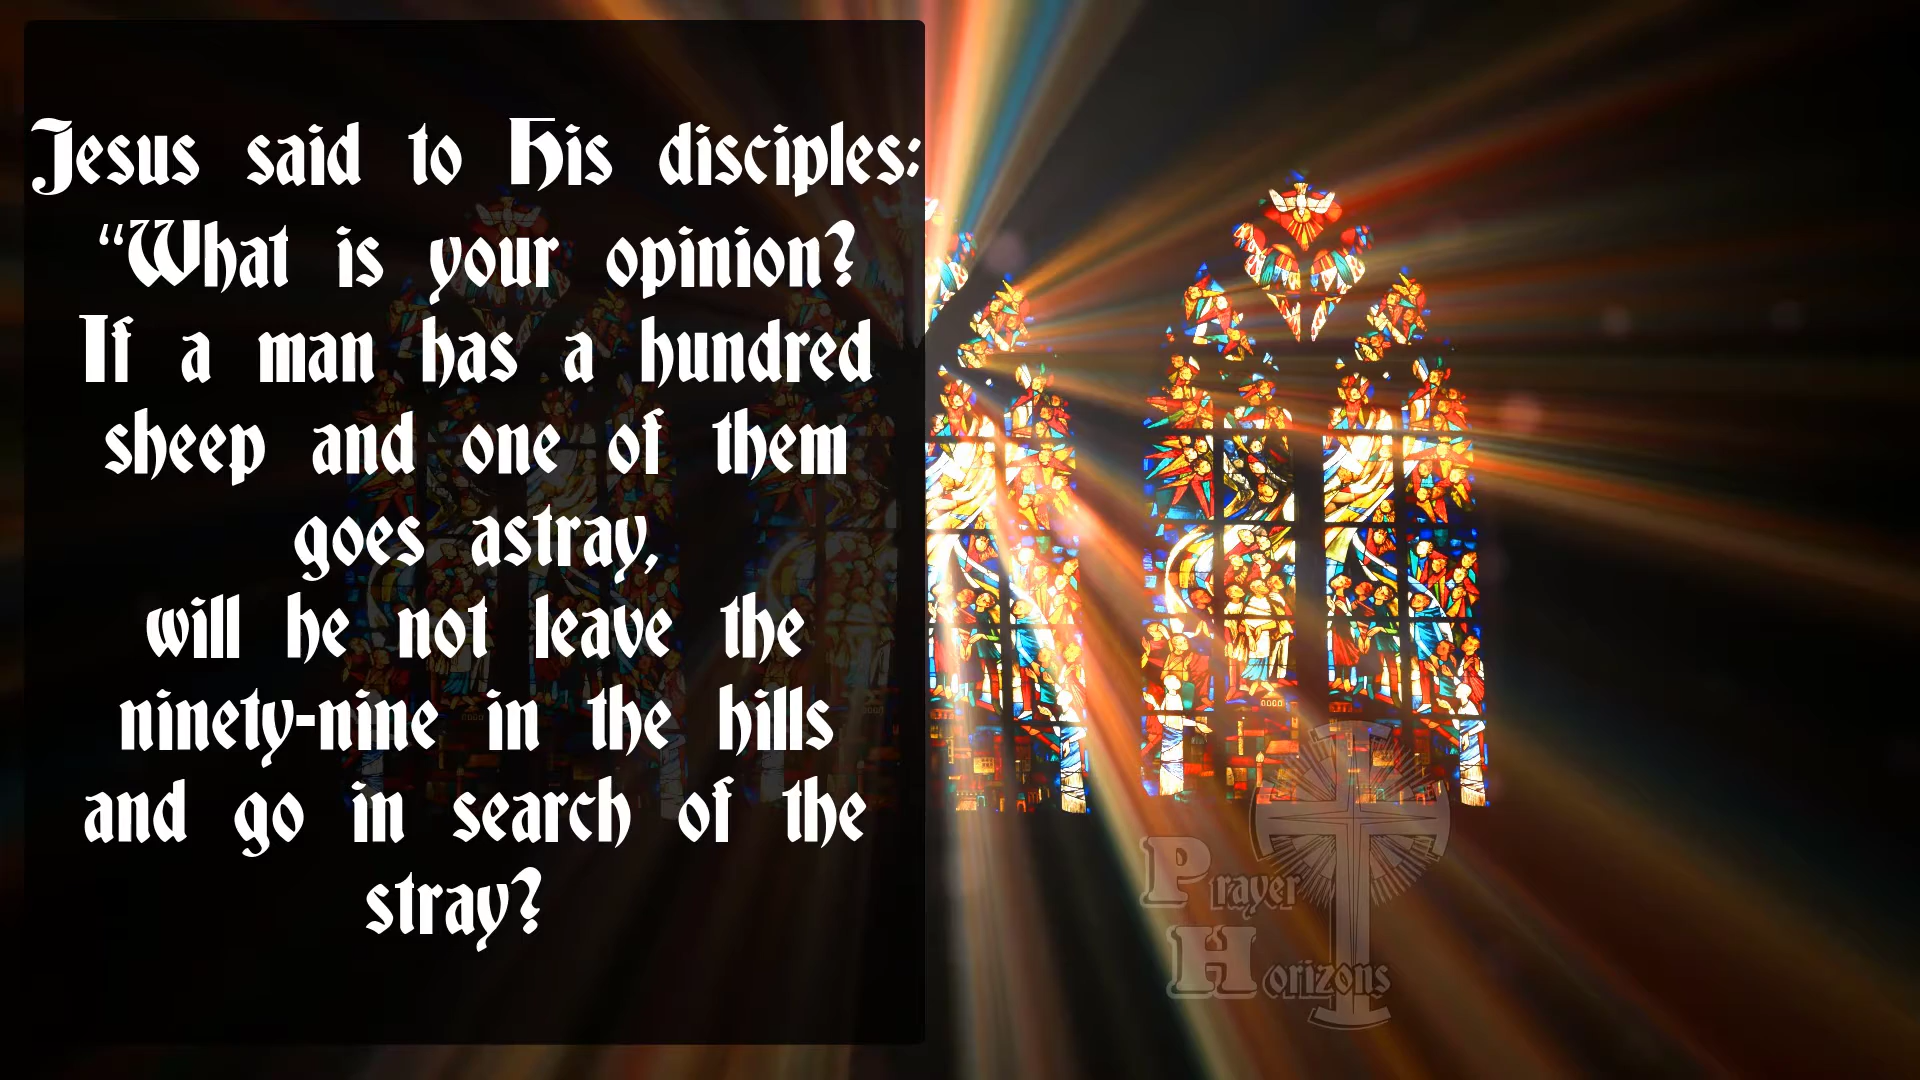 Jesus said to His disciples:
“What is your opinion?
If a man has a hundred
sheep and one of them
goes astray,
will he not leave the
ninety-nine in the hills
and go in search of the
stray?
Prayer
Horizons